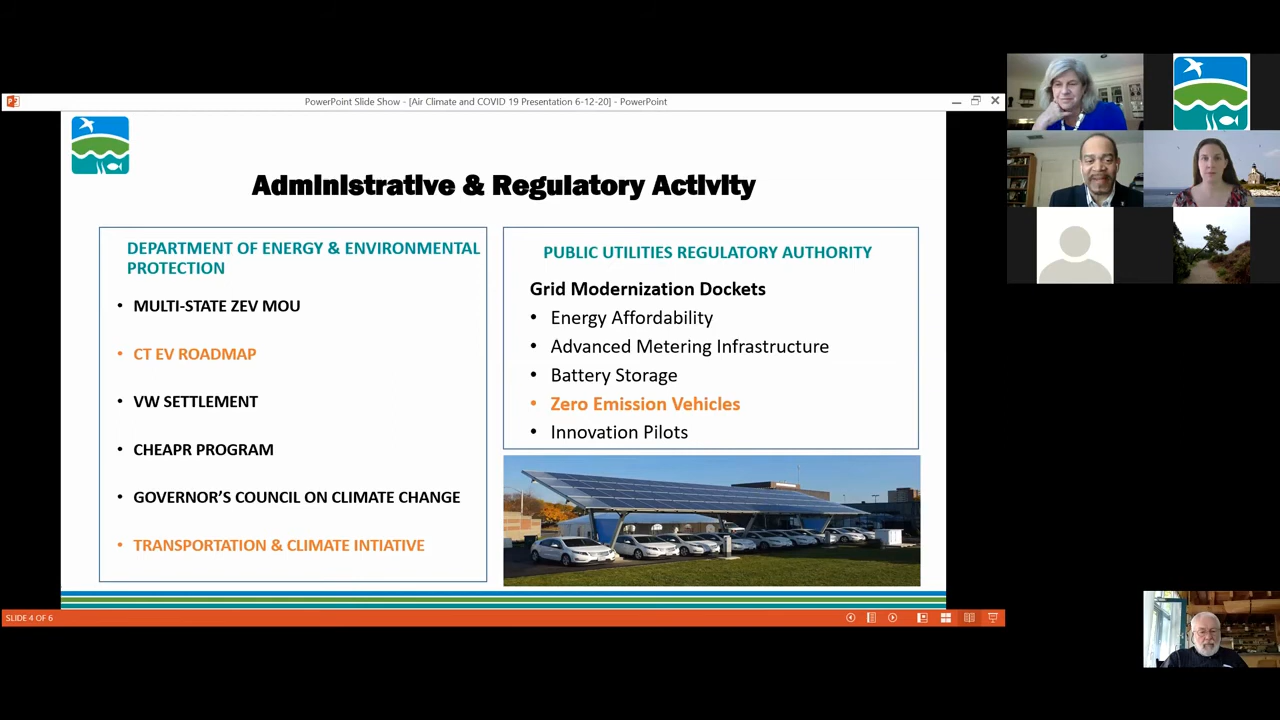 PowerPoint Slide Show - [Air Climate and COVID 19 Presentation 6-12-20] - PowerPoint
Administrative & Regulatory Activity
DEPARTMENT OF ENERGY & ENVIRONMENTAL
PROTECTION
• MULTI-STATE ZEV MOU
• CT EV ROADMAP
• VW SETTLEMENT
• CHEAPR PROGRAM
• GOVERNOR'S COUNCIL ON CLIMATE CHANGE
• TRANSPORTATION & CLIMATE INTIATIVE
PUBLIC UTILITIES REGULATORY AUTHORITY
Grid Modernization Dockets
• Energy Affordability
• Advanced Metering Infrastructure
• Battery Storage
• Zero Emission Vehicles
• Innovation Pilots
SLIDE 4 OF 6